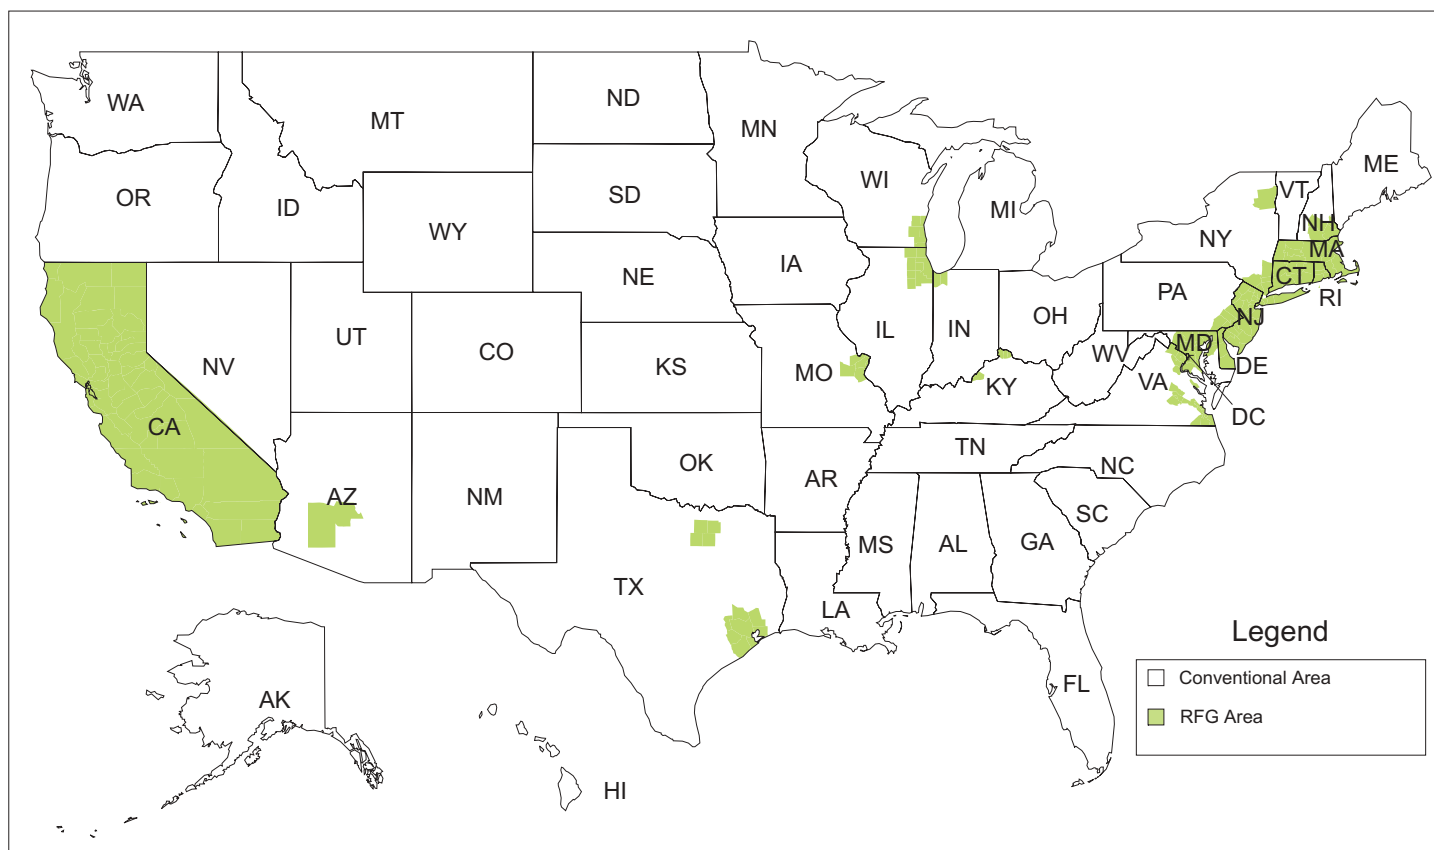 WA
MT
ND
MN
OR
ID
SD
WI
MI
VT
ME
WY
NY
NH
MA
CT
RI
NE
IA
PA
NV
UT
CO
KS
MO
IL
IN
OH
NJ
WV
MD
DE
CA
KY
VA
DC
AZ
NM
OK
AR
TN
NC
SC
MS
AL
GA
TX
LA
FL
AK
HI
Legend
Conventional Area
RFG Area